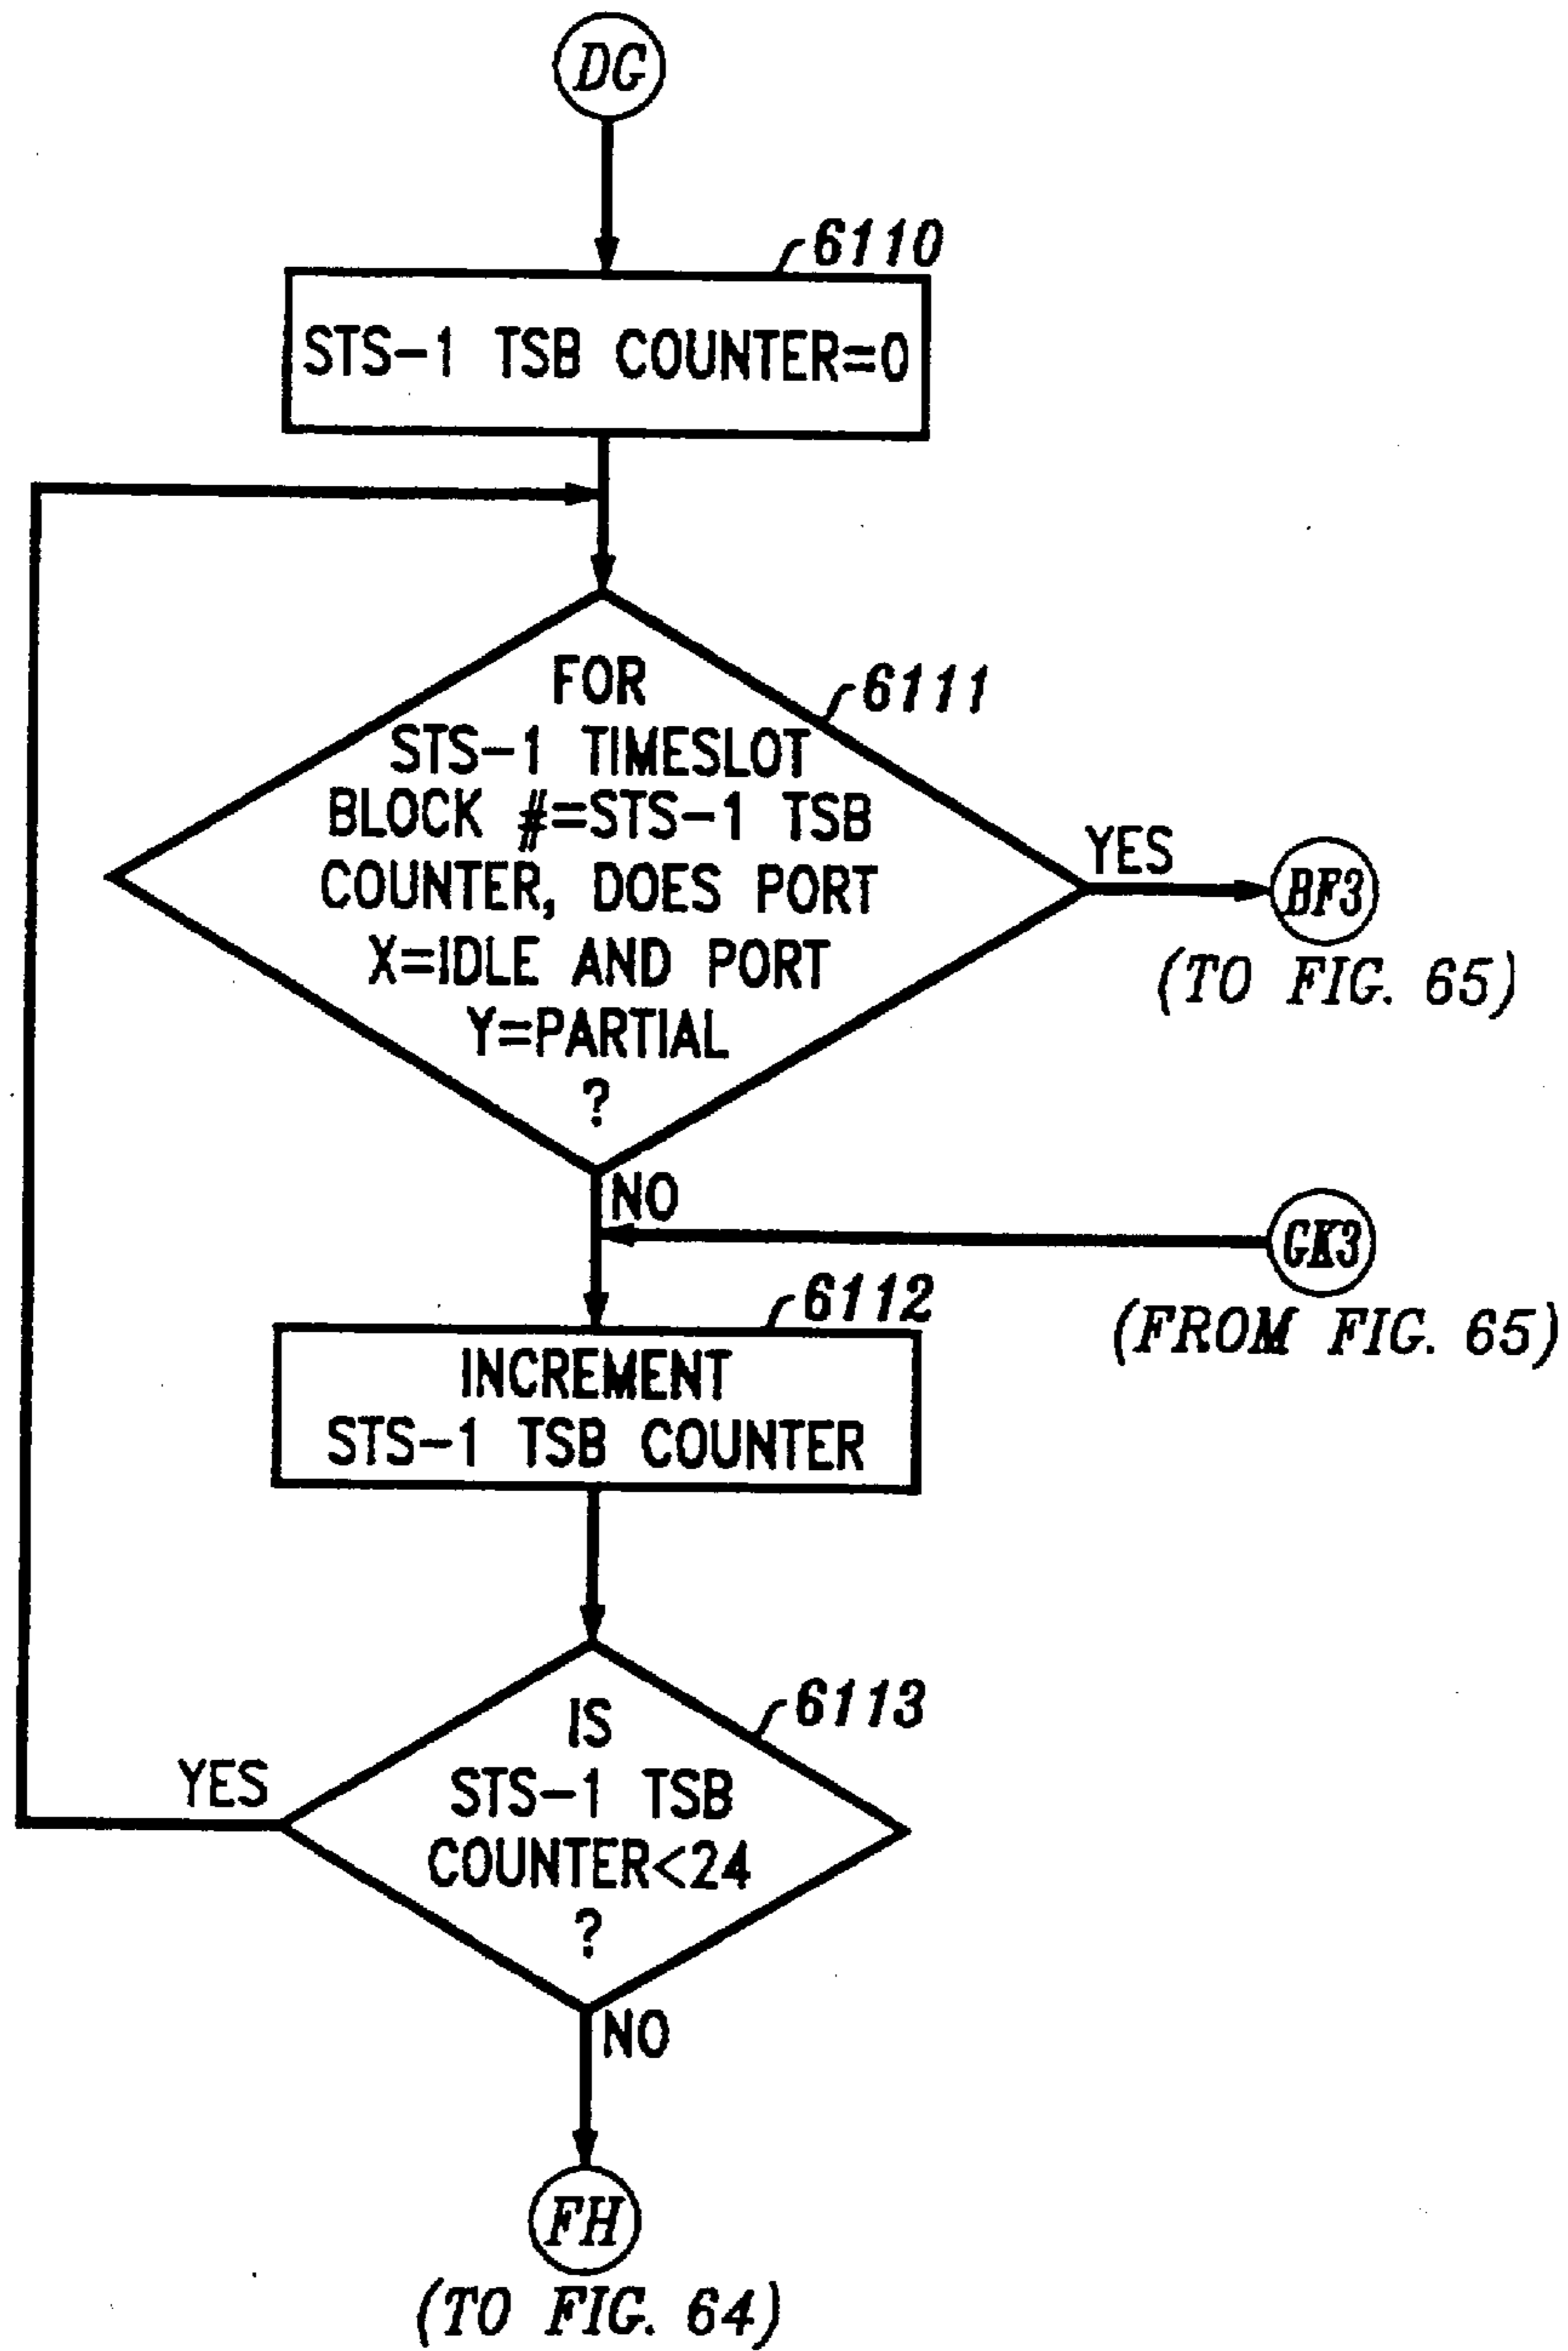 DG
6110
STS-1 TSB COUNTER=0
FOR
6111
STS-1 TIMESLOT
BLOCK #=STS-1 TSB
COUNTER, DOES PORT
X=IDLE AND PORT
Y=PARTIAL
?
YES
BF3
(TO FIG. 65)
NO
GK3
(FROM FIG. 65)
6112
INCREMENT
STS-1 TSB COUNTER
6113
IS
STS-1 TSB
COUNTER<24
?
YES
NO
FH
(TO FIG. 64)